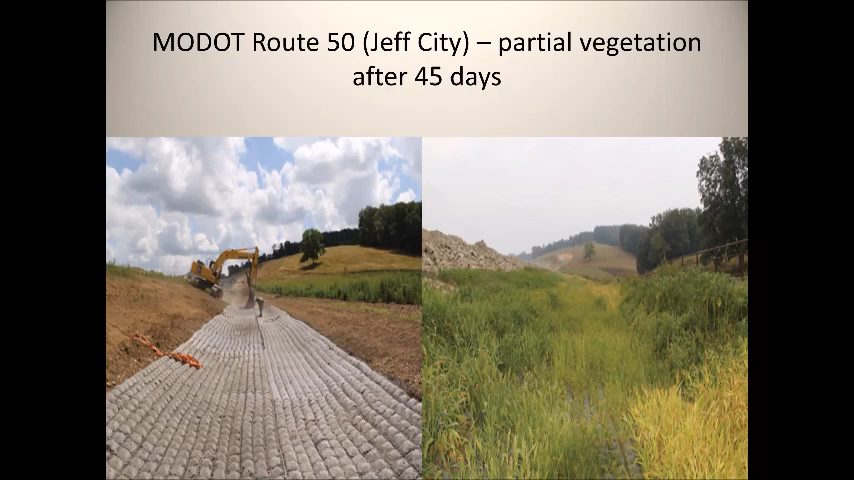 MODOT Route 50 (Jeff City) – partial vegetation
after 45 days